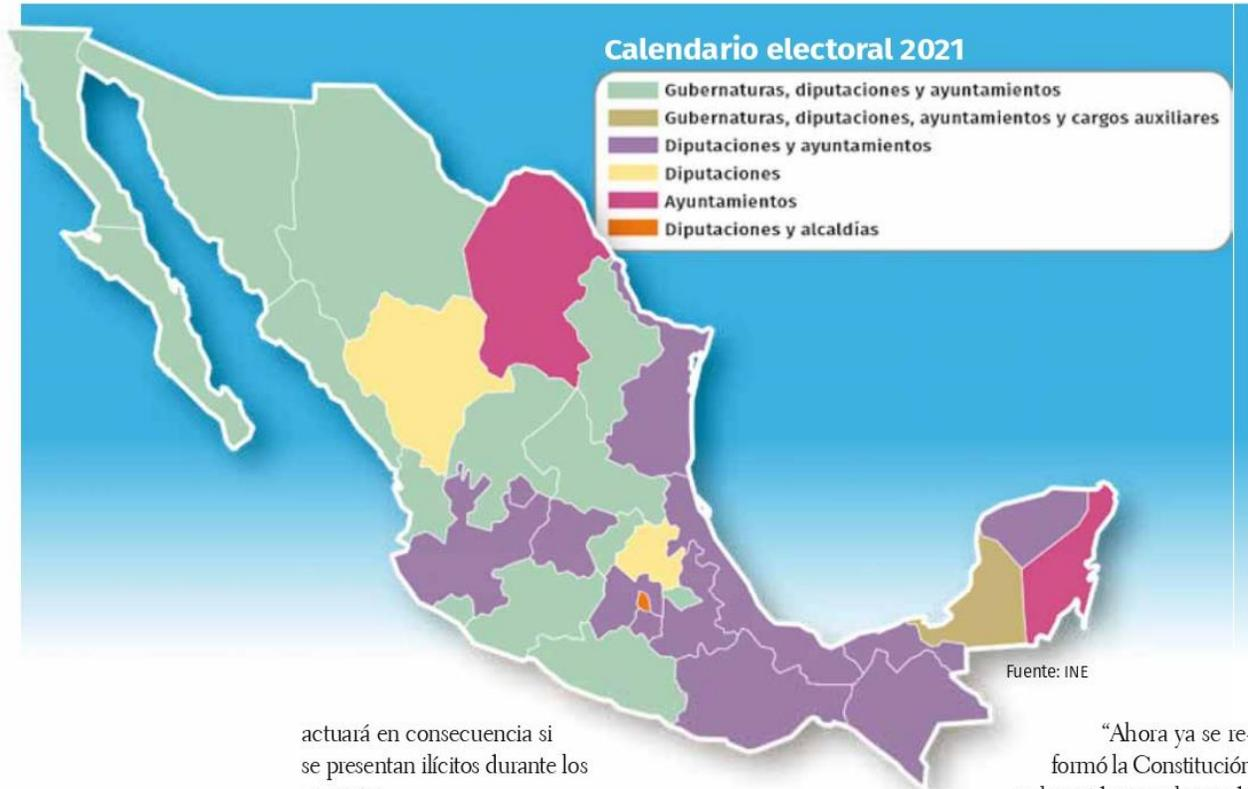 Calendario electoral 2021
Gubernaturas, diputaciones y ayuntamientos
Gubernaturas, diputaciones, ayuntamientos y cargos auxiliares
Diputaciones y ayuntamientos
Diputaciones
Ayuntamientos
Diputaciones y alcaldías
Fuente: INE
actuará en consecuencia si
se presentan ilícitos durante los
“Ahora ya se re-
formó la Constitución